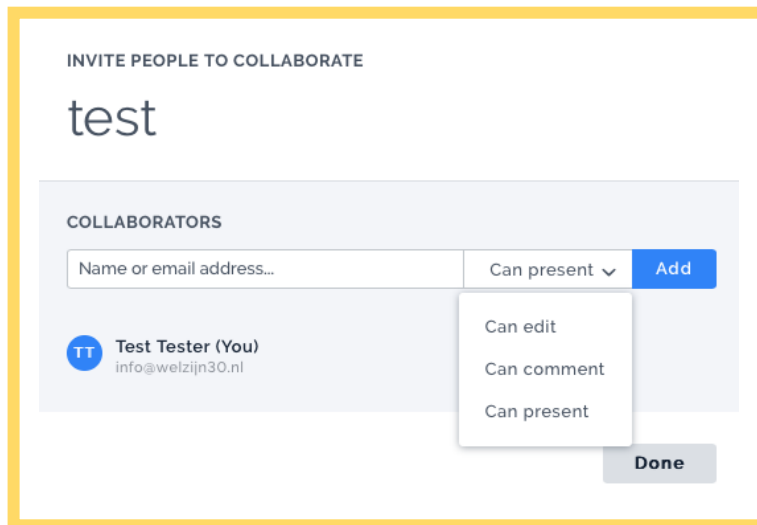 INVITE PEOPLE TO COLLABORATE
test
COLLABORATORS
Name or email address... Can present Add
Can edit
TT Test Tester (You)
info@welzijn30.nl
Can comment
Can present
Done